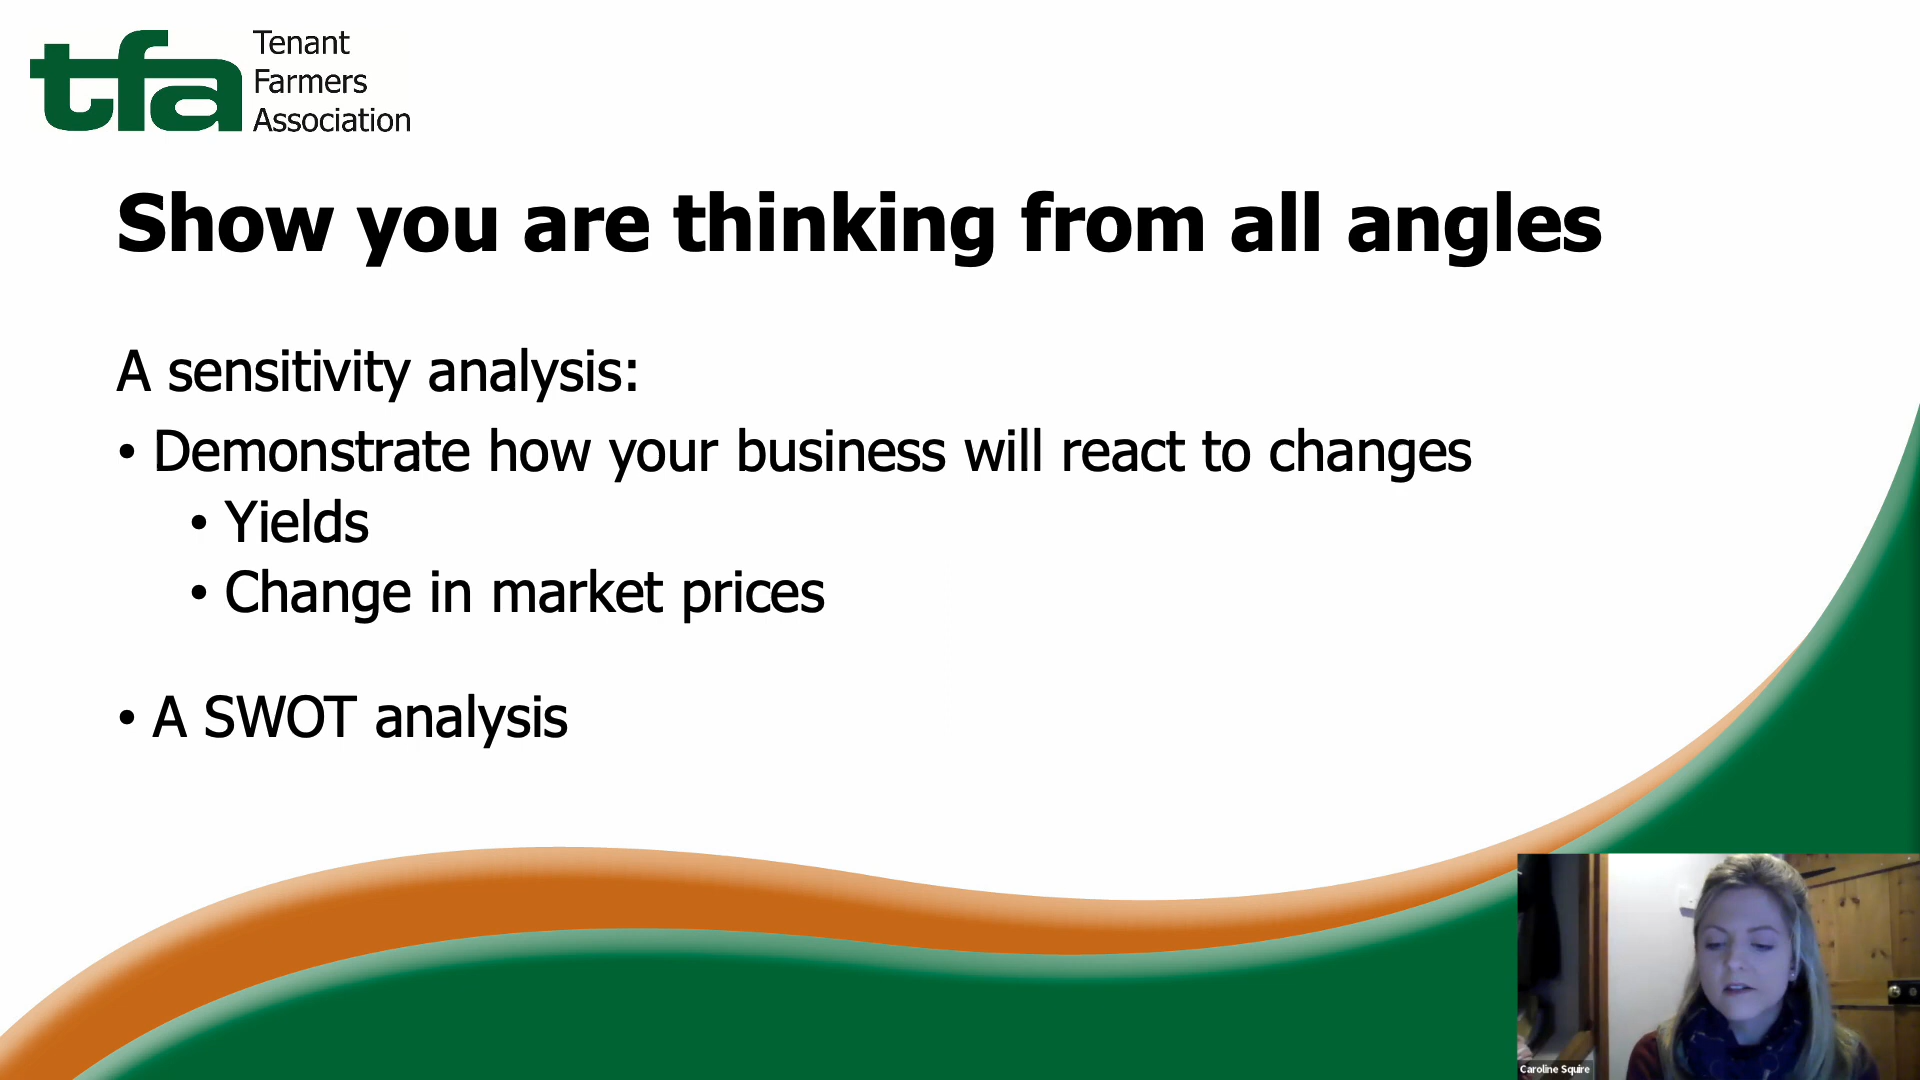 tfa
Tenant
Farmers
Association
Show you are thinking from all angles
A sensitivity analysis:
• Demonstrate how your business will react to changes
• Yields
• Change in market prices
• A SWOT analysis
Caroline Squire